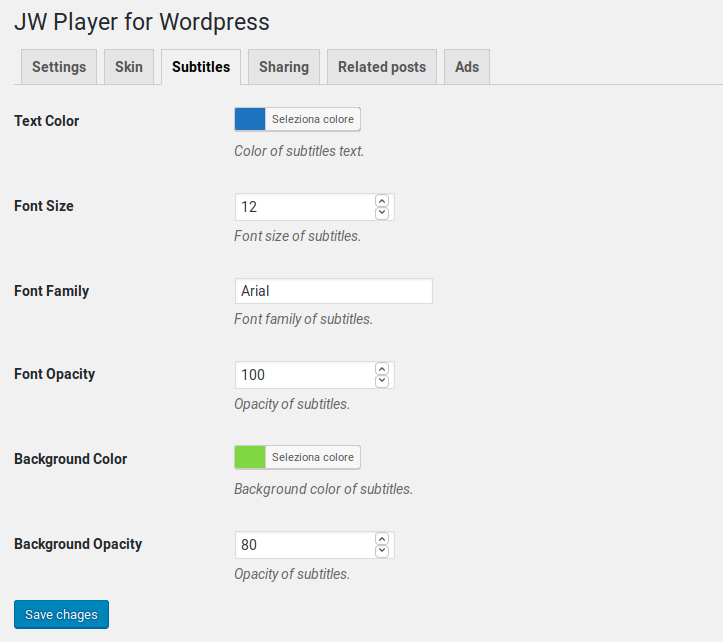 JW Player for Wordpress
Settings Skin Subtitles Sharing Related posts Ads
Text Color Seleziona colore
Color of subtitles text.
Font Size 12
Font size of subtitles.
Font Family Arial
Font family of subtitles.
Font Opacity 100
Opacity of subtitles.
Background Color Seleziona colore
Background color of subtitles.
Background Opacity 80
Opacity of subtitles.
Save chages